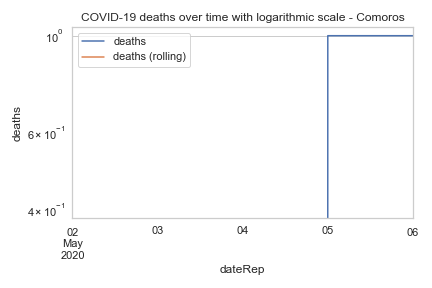 COVID-19 deaths over time with logarithmic scale - Comoros
deaths
deaths (rolling)
10⁰
6 × 10⁻¹
4 × 10⁻¹
deaths
02 03 04 05 06
May
2020
dateRep